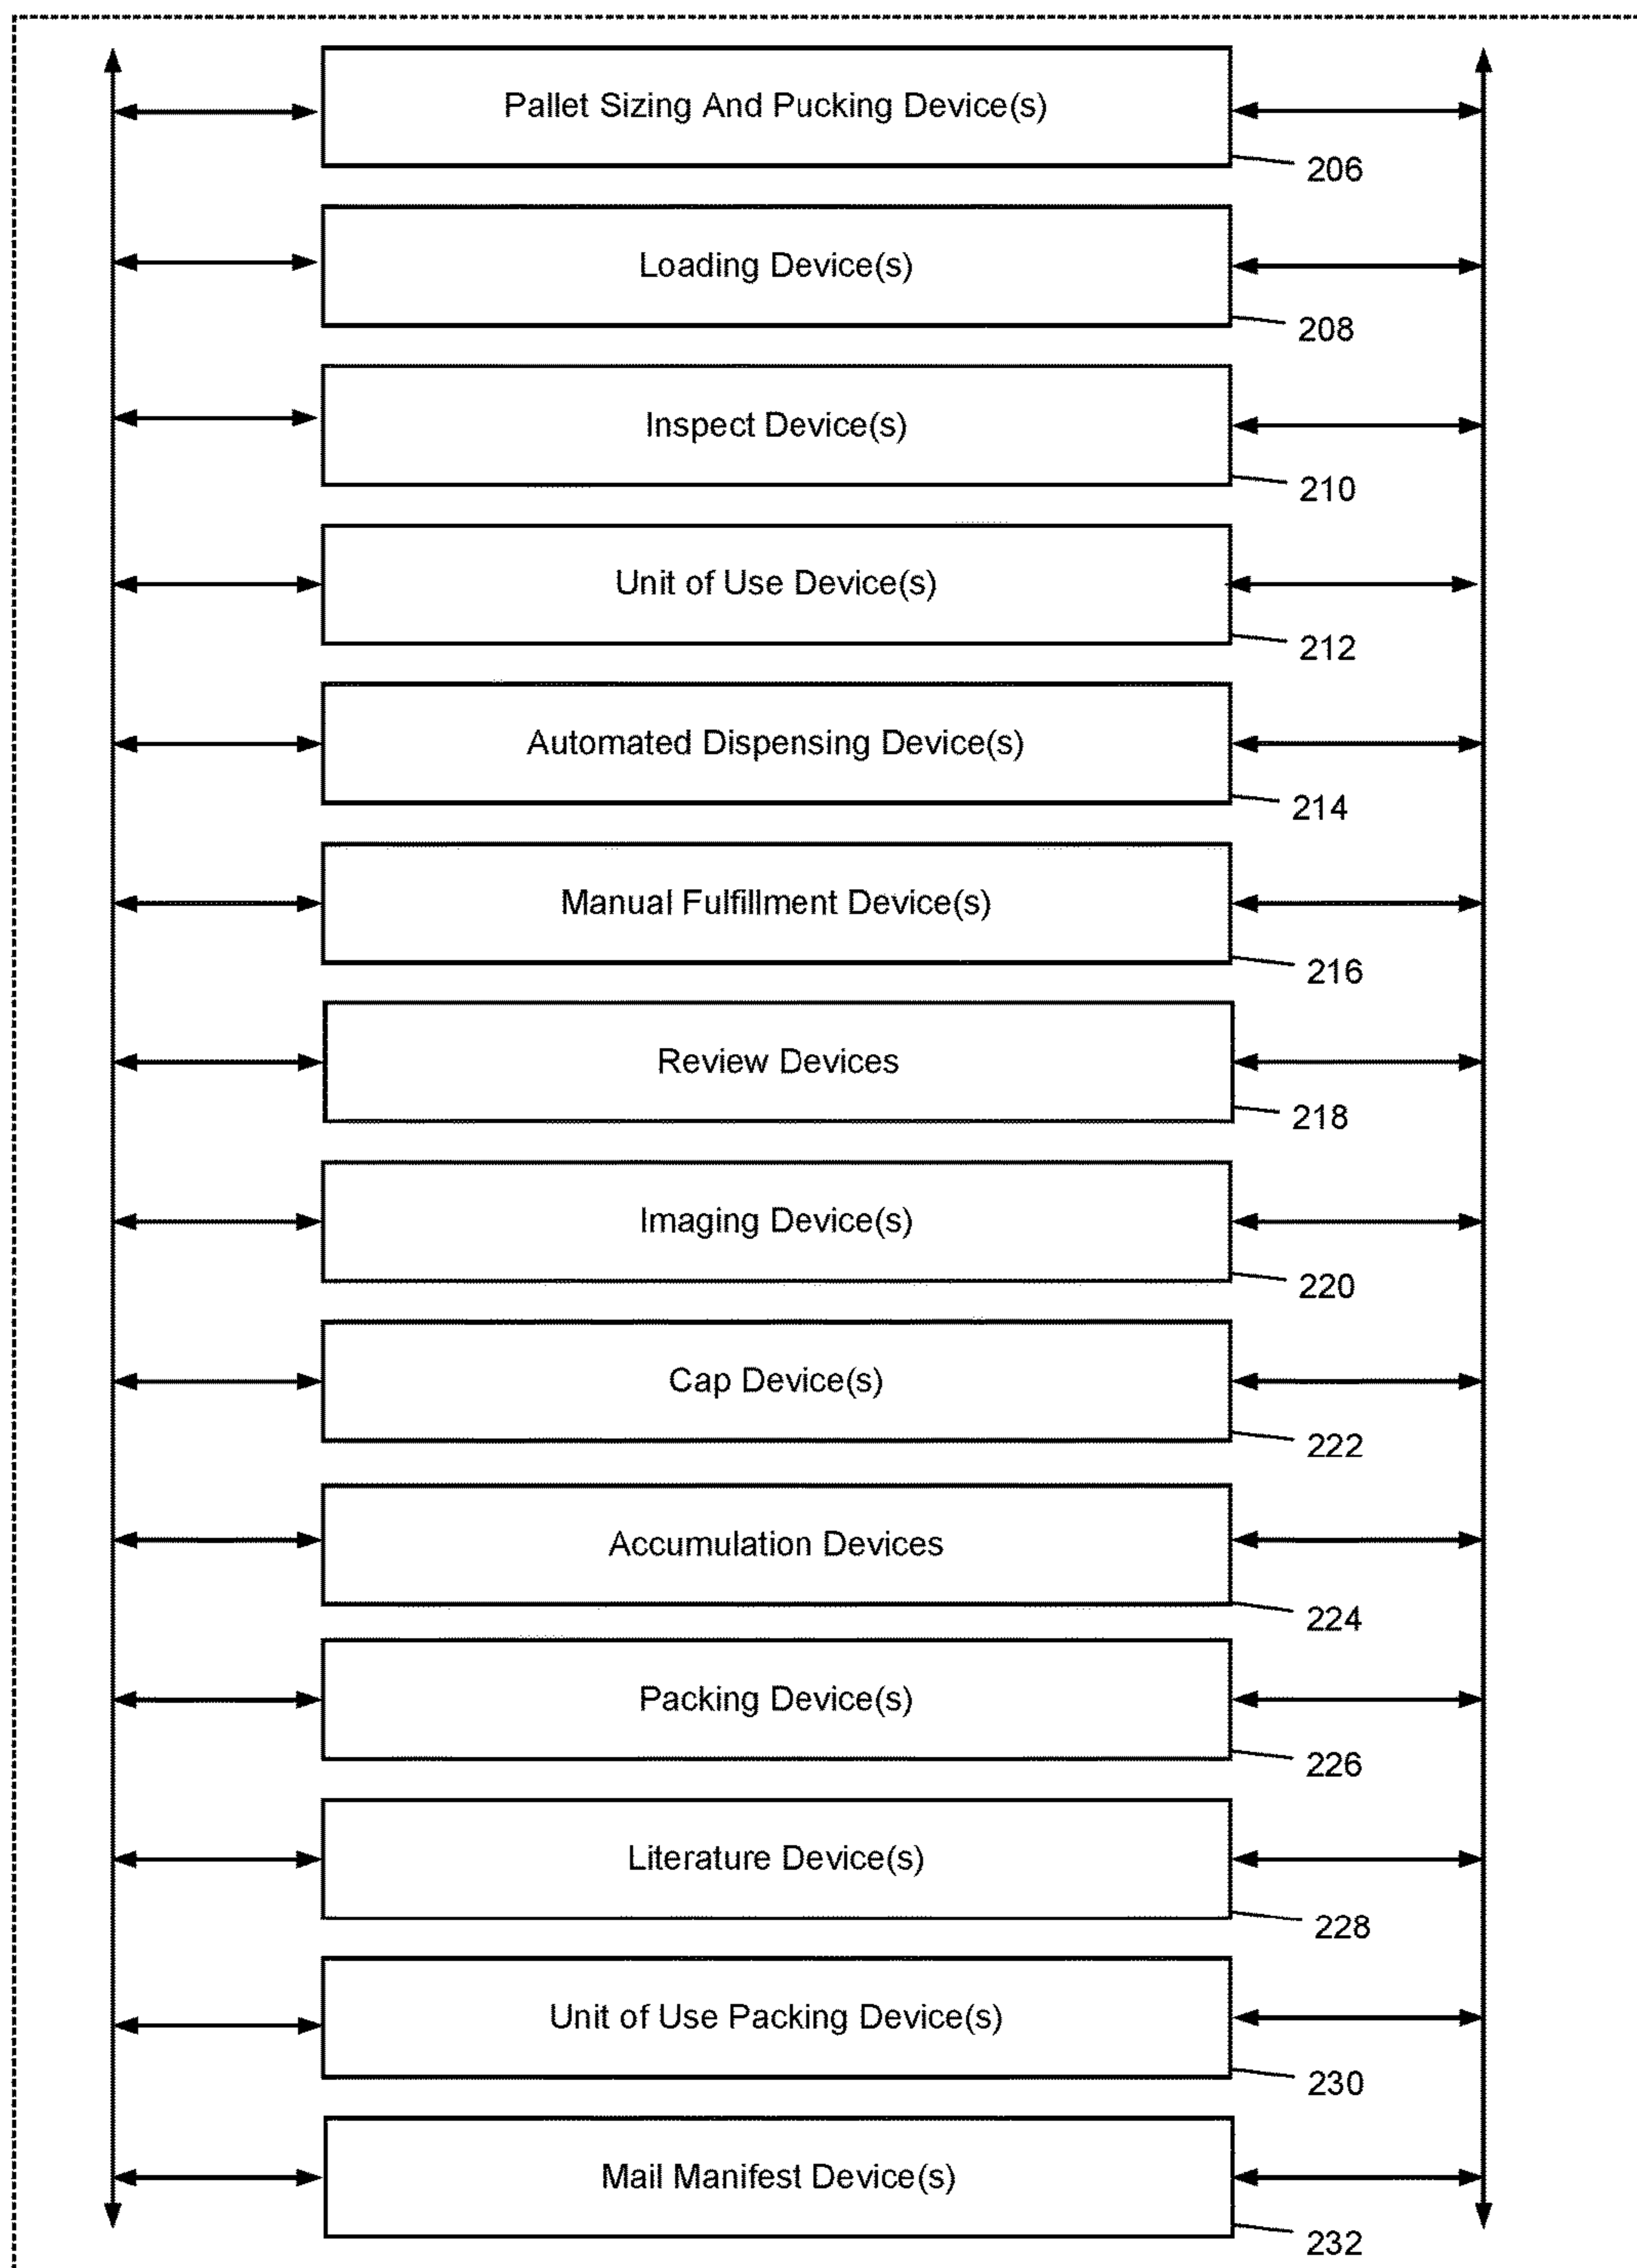 Pallet Sizing And Pucking Device(s)
206
Loading Device(s)
208
Inspect Device(s)
210
Unit of Use Device(s)
212
Automated Dispensing Device(s)
214
Manual Fulfillment Device(s)
216
Review Devices
218
Imaging Device(s)
220
Cap Device(s)
222
Accumulation Devices
224
Packing Device(s)
226
Literature Device(s)
228
Unit of Use Packing Device(s)
230
Mail Manifest Device(s)
232